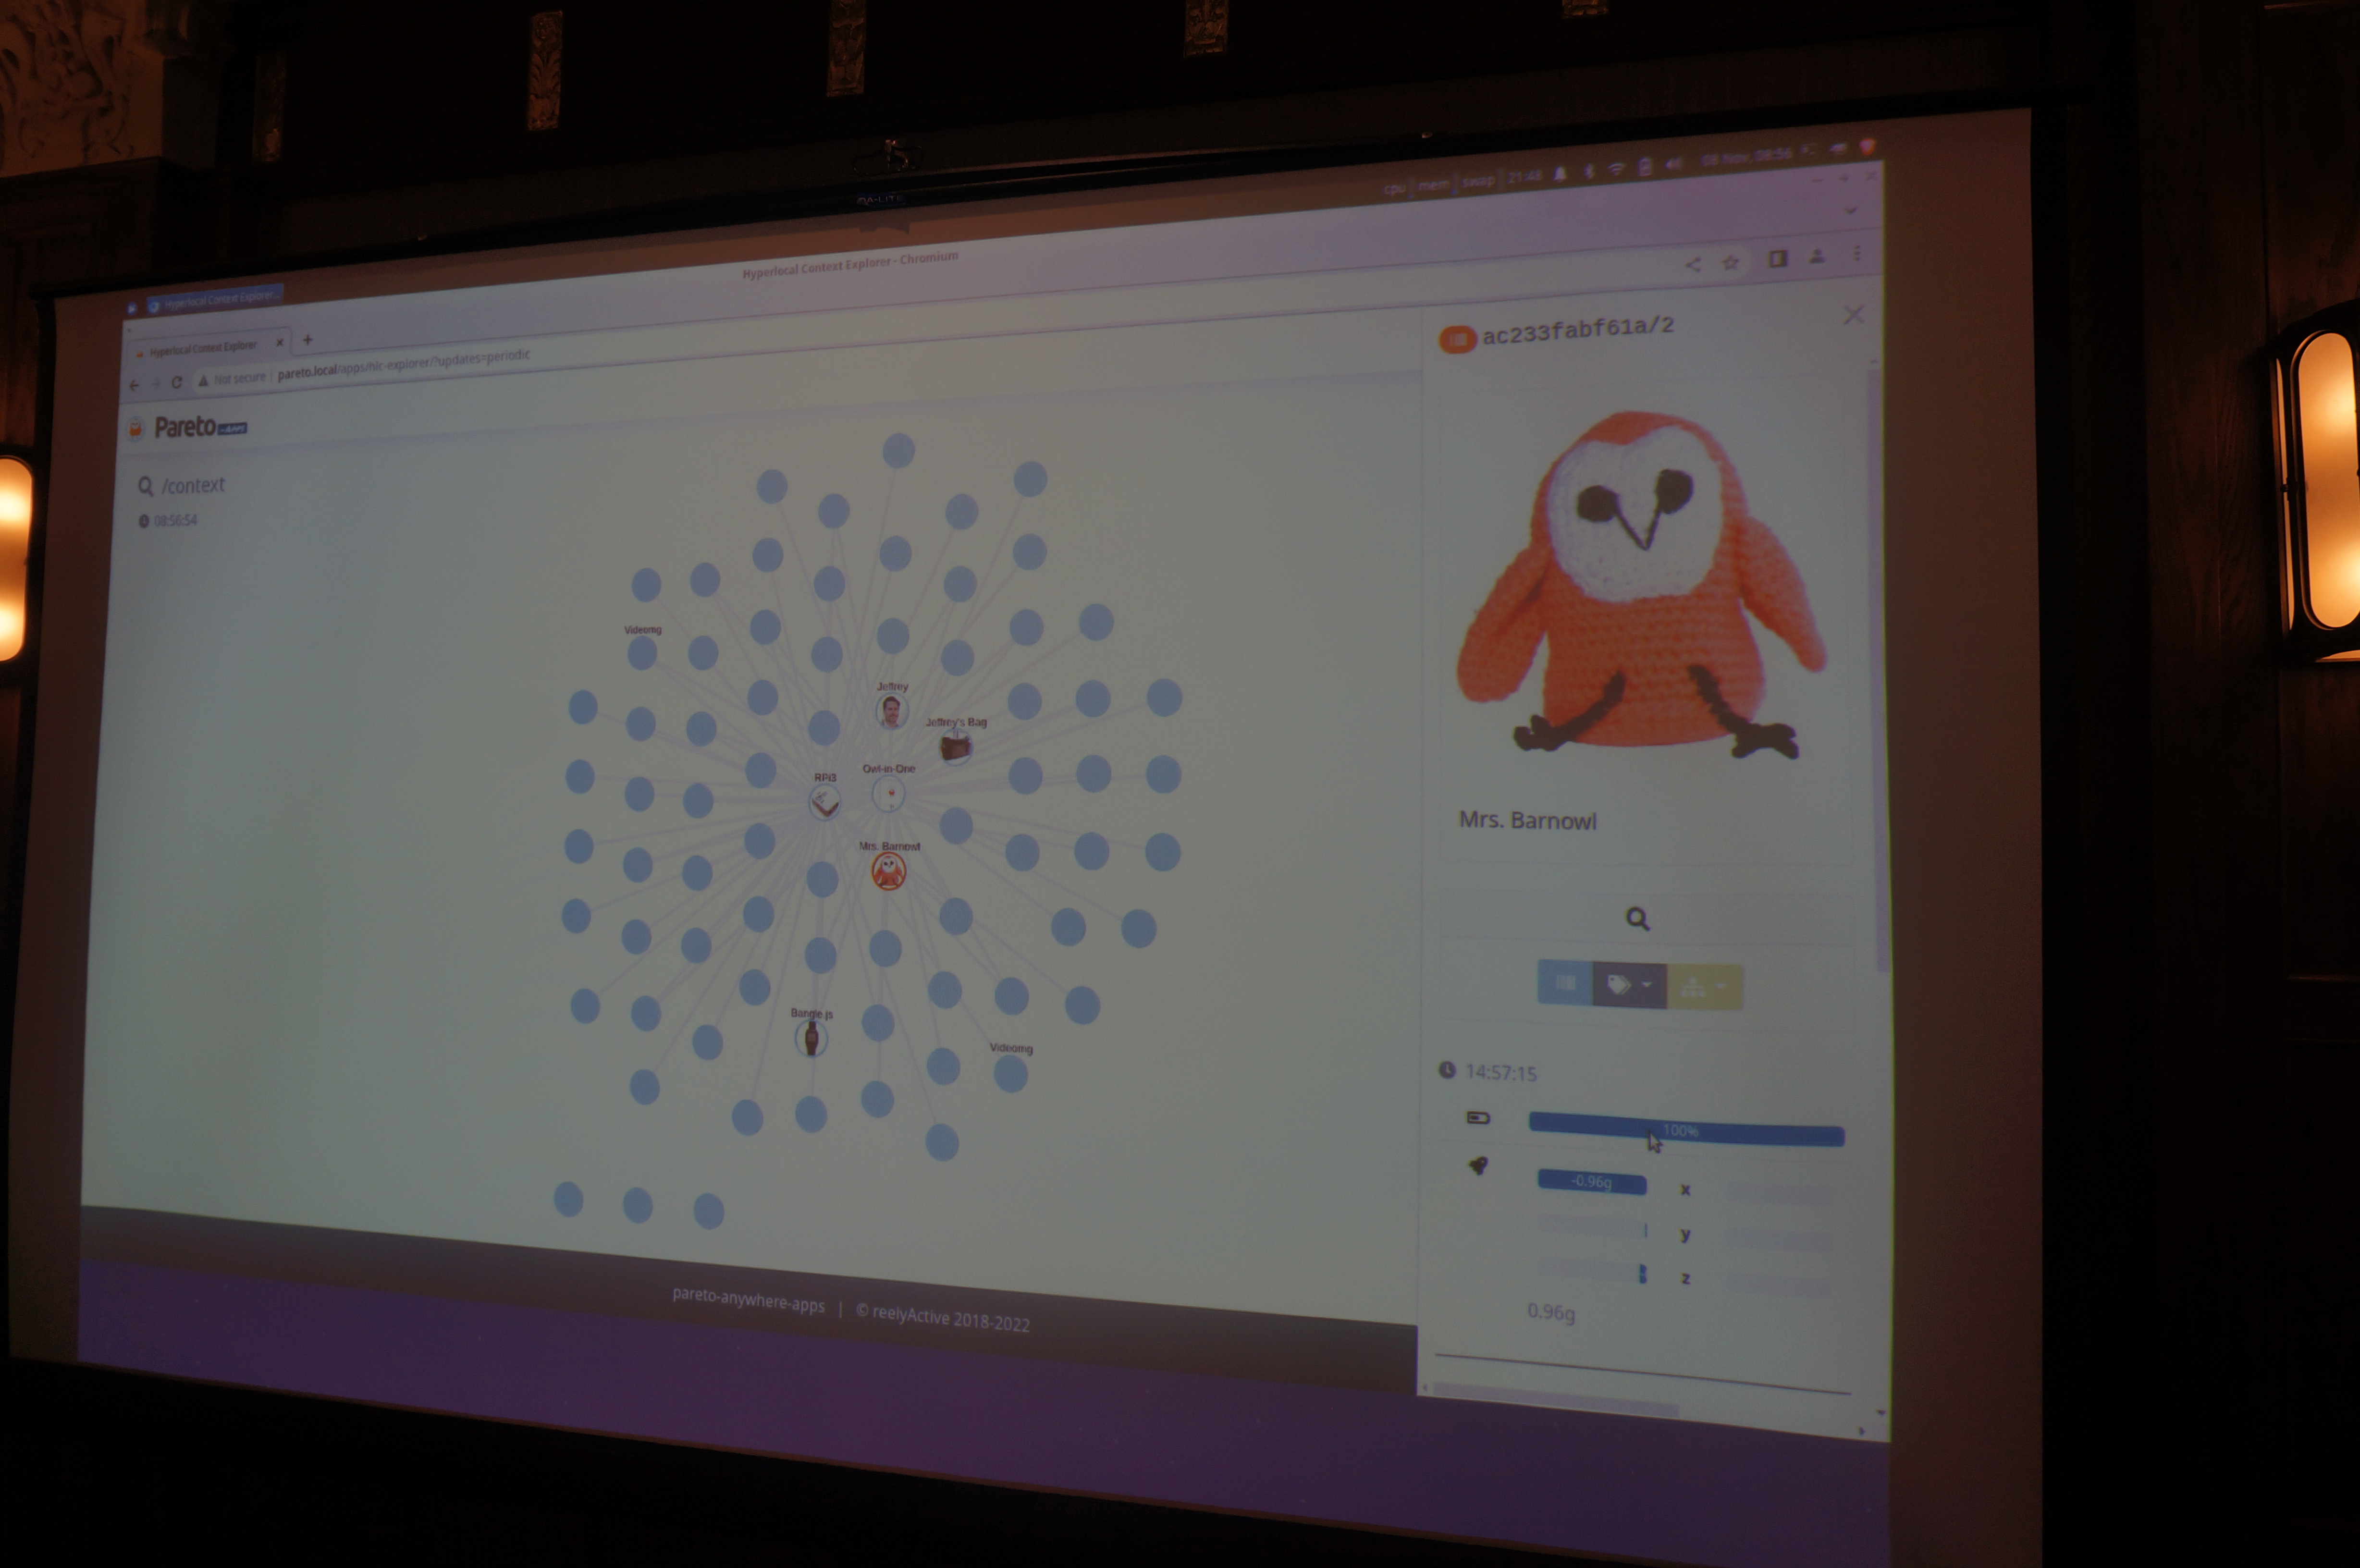 QA-LITE
cpu mem swap 21:48 08 Nov, 08:56
Hyperlocal Context Explorer...
Hyperlocal Context Explorer - Chromium
Hyperlocal Context Explorer
Not secure | pareto.local/apps/hlc-explorer/?updates=periodic
Pareto
/context
08:56:54
Videomg
Jeffrey
Jeffrey's Bag
RPi3
Owl-in-One
Mrs. Barnowl
Bangle.js
Videomg
pareto-anywhere-apps | © reelyActive 2018-2022
ac233fabf61a/2
Mrs. Barnowl
14:57:15
100%
-0.96g x
y
z
0.96g